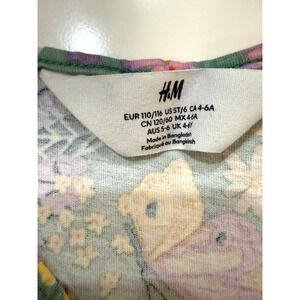 H&M
EUR 110/116 US 5T/6 CA 4-6A
CN 120/60 MX 4-6A
AUS 5-6 UK 4-6Y
Made in Bangladesh
Fabriqué au Bangladesh